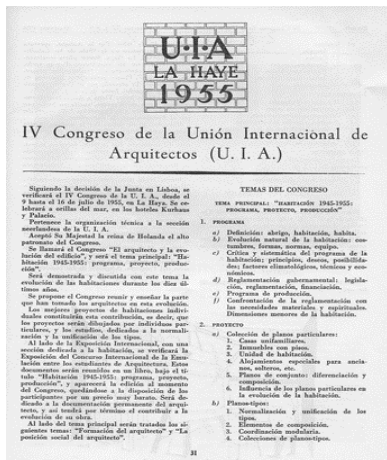 U·I·A
LA HAYE
1955
IV Congreso de la Unión Internacional de
Arquitectos (U. I. A.)
Siguiendo la decisión de la Junta en Lisboa, se
verificará el IV Congreso de la U. I. A., desde el
9 hasta el 16 de julio de 1955, en La Haya. Se ce-
lebrará a orillas del mar, en los hoteles Kurhaus
y Palacio.
Pertenece la organización técnica a la sección
neerlandesa de la U. I. A.
Aceptó Su Majestad la reina de Holanda el alto
patronato del Congreso.
Se llamará el Congreso "El arquitecto y la evo-
lución del edificio", y será el tema principal: "Ha-
bitación 1945-1955: programa, proyecto, produc-
ción".
Será demostrada y discutida con este tema la
evolución de las habitaciones durante los diez úl-
timos años.
Se propone el Congreso reunir y enseñar la parte
que han tomado los arquitectos en esta evolución.
Los mejores proyectos de habitaciones indivi-
duales constituirán esta contribución, es decir, que
los proyectos serán dibujados por individuos par-
ticulares, y los estudios, dedicados a la normali-
zación y la unificación de los tipos.
Al lado de la Exposición Internacional, con una
sección dedicada a la habitación, se verificará la
Exposición del Concurso Internacional de la Emu-
lación entre los estudiantes de Arquitectura. Estos
documentos serán reunidos en un libro, bajo el tí-
tulo "Habitación 1945-1955: programa, proyecto,
producción", y aparecerá la edición al momento
del Congreso, quedándose a la disposición de los
participantes por un precio muy barato. Será de-
dicado a la documentación permanente del arqui-
tecto, y así tendrá por término el contribuir a la
evolución de su obra.
Al lado del tema principal serán tratados los si-
guientes temas: "Formación del arquitecto" y "La
posición social del arquitecto".
TEMAS DEL CONGRESO
TEMA PRINCIPAL: "HABITACIÓN 1945-1955:
PROGRAMA, PROYECTO, PRODUCCIÓN"
1. PROGRAMA
a) Definición: abrigo, habitación, hábita.
b) Evolución natural de la habitación: cos-
tumbres, formas, normas, equipo.
c) Crítica y sistemática del programa de la
habitación: principios, deseos, posibilida-
des; factores climatológicos, técnicos y eco-
nómicos.
d) Reglamentación gubernamental: legisla-
ción, reglamentación, financiación.
e) Programa de producción.
f) Confrontación de la reglamentación con
las necesidades materiales y espirituales.
Dimensiones menores de la habitación.
2. PROYECTO
a) Colección de planos particulares:
1. Casas unifamiliares.
2. Inmuebles con pisos.
3. Unidad de habitación.
4. Alojamientos especiales para ancia-
nos, solteros, etc.
5. Planos de conjunto: diferenciación y
composición.
6. Influencia de los planos particulares en
la evolución de la habitación.
b) Planos-tipos:
1. Normalización y unificación de los
tipos.
2. Elementos de composición.
3. Coordinación modular.
4. Colecciones de planos-tipos.